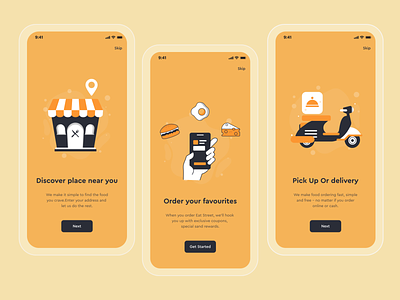 9:41
Skip
Discover place near you
We make it simple to find the food
you crave.Enter your address and
let us do the rest.
Next
9:41
Skip
Order your favourites
When you order Eat Street, we'll hook
you up with exclusive coupons,
special send rewards.
Get Started
9:41
Skip
Pick Up Or delivery
We make food ordering fast, simple
and free - no matter if you order
online or cash.
Next